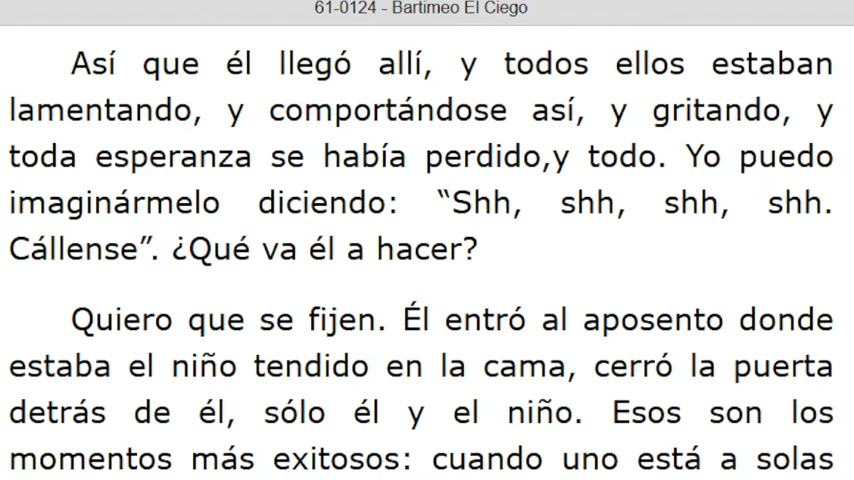 61-0124 - Bartimeo El Ciego
Así que él llegó allí, y todos ellos estaban
lamentando, y comportándose así, y gritando, y
toda esperanza se había perdido,y todo. Yo puedo
imaginármelo diciendo: “Shh, shh, shh, shh.
Cállense”. ¿Qué va él a hacer?
Quiero que se fijen. Él entró al aposento donde
estaba el niño tendido en la cama, cerró la puerta
detrás de él, sólo él y el niño. Esos son los
momentos más exitosos: cuando uno está a solas